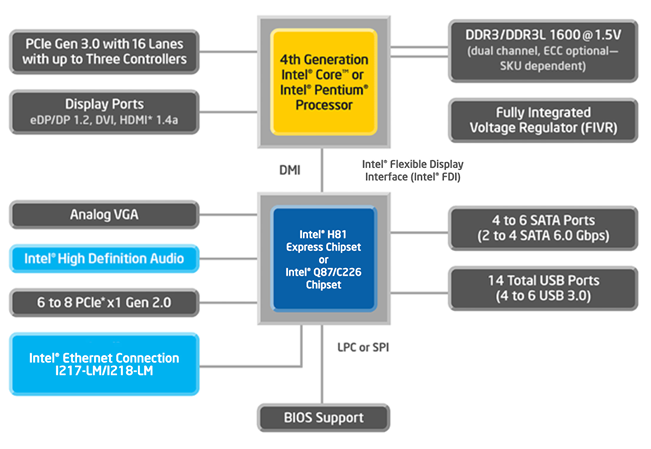 PCIe Gen 3.0 with 16 Lanes
with up to Three Controllers
Display Ports
eDP/DP 1.2, DVI, HDMI* 1.4a
4th Generation
Intel® Core™ or
Intel® Pentium®
Processor
DDR3/DDR3L 1600@1.5V
(dual channel, ECC optional—
SKU dependent)
Fully Integrated
Voltage Regulator (FIVR)
DMI
Intel® Flexible Display
Interface (Intel® FDI)
Analog VGA
Intel® High Definition Audio
6 to 8 PCIe® x1 Gen 2.0
Intel® Ethernet Connection
I217-LM/I218-LM
Intel® H81
Express Chipset
or
Intel® Q87/C226
Chipset
4 to 6 SATA Ports
(2 to 4 SATA 6.0 Gbps)
14 Total USB Ports
(4 to 6 USB 3.0)
LPC or SPI
BIOS Support